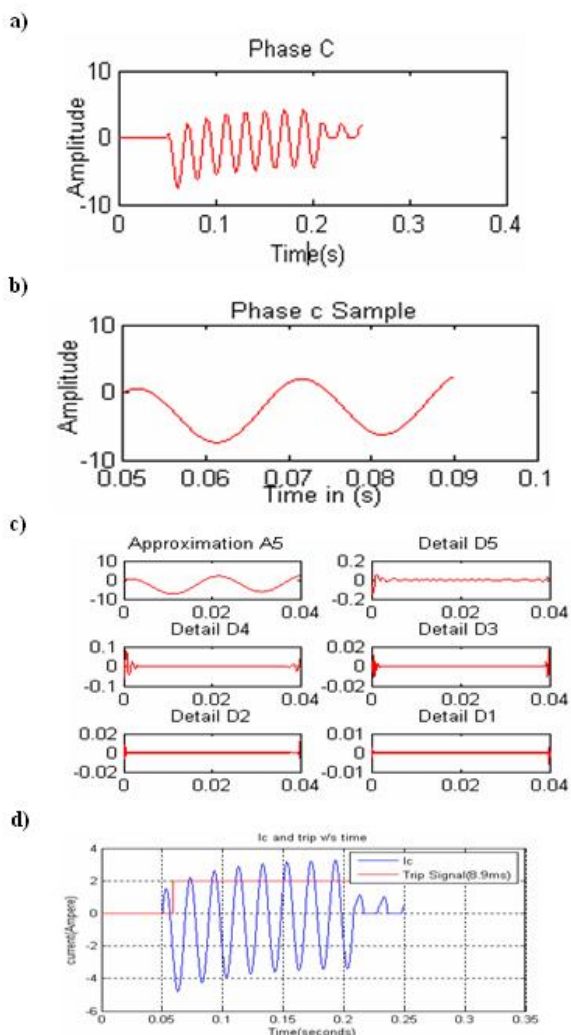 a)
Phase C
10
0
-10
Amplitude
0 0.1 0.2 0.3 0.4
Time(s)
b)
Phase c Sample
10
0
-10
Amplitude
0.05 0.06 0.07 0.08 0.09 0.1
Time in (s)
c)
Approximation A5 Detail D5
10 0.2
0 0
-10 -0.2
0 0.02 0.04 0 0.02 0.04
Detail D4 Detail D3
0.1 0.02
0 0
-0.1 -0.02
0 0.02 0.04 0 0.02 0.04
Detail D2 Detail D1
0.02 0.01
0 0
-0.02 -0.01
0 0.02 0.04 0 0.02 0.04
d)
Ic and trip v/s time
4
2
0
-2
-4
-6
current(Ampere)
Ic
Trip Signal(8.9ms)
0 0.05 0.1 0.15 0.2 0.25 0.3 0.35
Time(seconds)